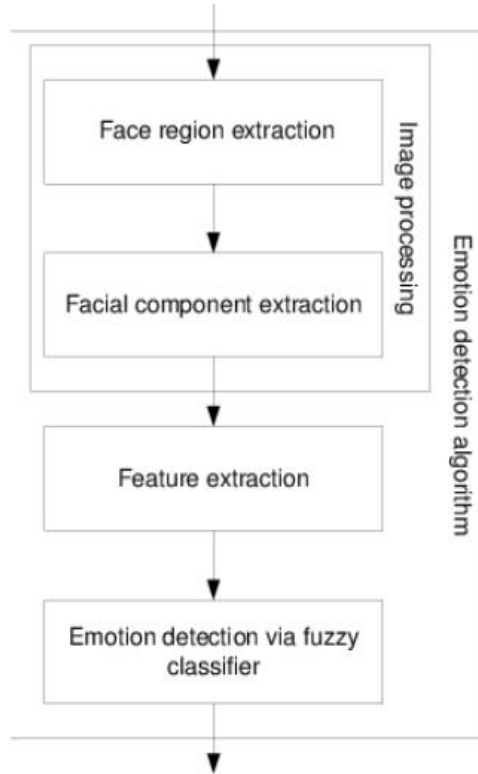 Face region extraction
Image processing
Facial component extraction
Emotion detection algorithm
Feature extraction
Emotion detection via fuzzy
classifier